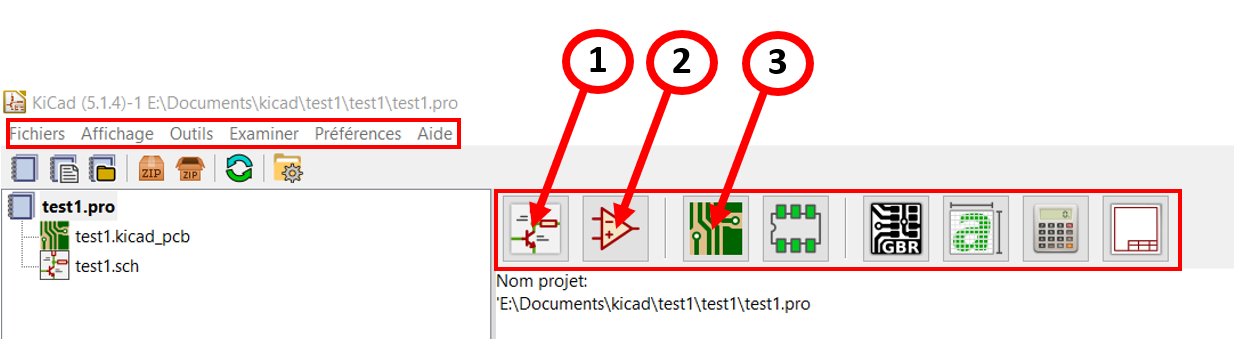 1 2 3
KiCad (5.1.4)-1 E:\Documents\kicad\test1\test1\test1.pro
Fichiers Affichage Outils Examiner Préférences Aide
ZIP ZIP
test1.pro
test1.kicad_pcb
test1.sch
GBR a 0.
Nom projet:
'E:\Documents\kicad\test1\test1\test1.pro